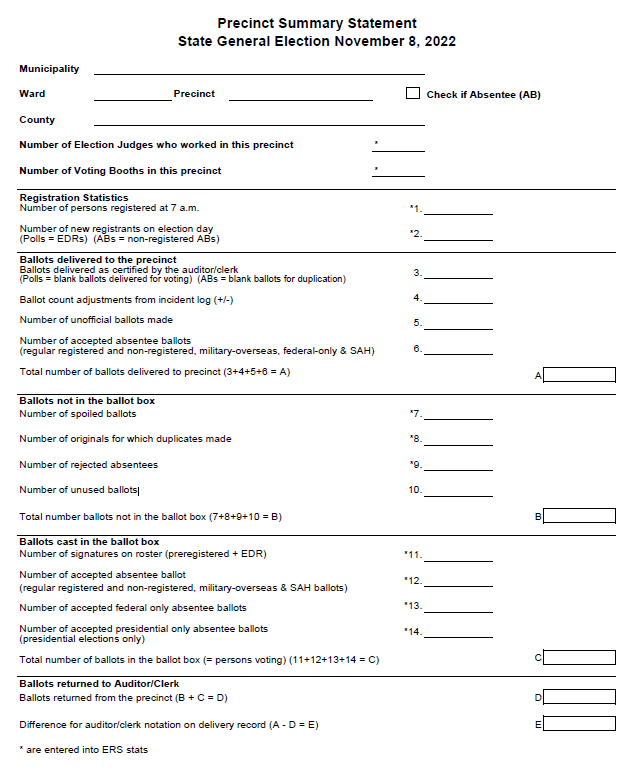 Precinct Summary Statement
State General Election November 8, 2022
Municipality
Ward Precinct Check if Absentee (AB)
County
Number of Election Judges who worked in this precinct *
Number of Voting Booths in this precinct *
Registration Statistics
Number of persons registered at 7 a.m. *1.
Number of new registrants on election day
(Polls = EDRs) (ABs = non-registered ABs) *2.
Ballots delivered to the precinct
Ballots delivered as certified by the auditor/clerk
(Polls = blank ballots delivered for voting) (ABs = blank ballots for duplication) 3.
Ballot count adjustments from incident log (+/-) 4.
Number of unofficial ballots made 5.
Number of accepted absentee ballots
(regular registered and non-registered, military-overseas, federal-only & SAH) 6.
Total number of ballots delivered to precinct (3+4+5+6 = A) A
Ballots not in the ballot box
Number of spoiled ballots *7.
Number of originals for which duplicates made *8.
Number of rejected absentees *9.
Number of unused ballots 10.
Total number ballots not in the ballot box (7+8+9+10 = B) B
Ballots cast in the ballot box
Number of signatures on roster (preregistered + EDR) *11.
Number of accepted absentee ballot
(regular registered and non-registered, military-overseas & SAH ballots) *12.
Number of accepted federal only absentee ballots *13.
Number of accepted presidential only absentee ballots
(presidential elections only) *14.
Total number of ballots in the ballot box (= persons voting) (11+12+13+14 = C) C
Ballots returned to Auditor/Clerk
Ballots returned from the precinct (B + C = D) D
Difference for auditor/clerk notation on delivery record (A - D = E) E
* are entered into ERS stats